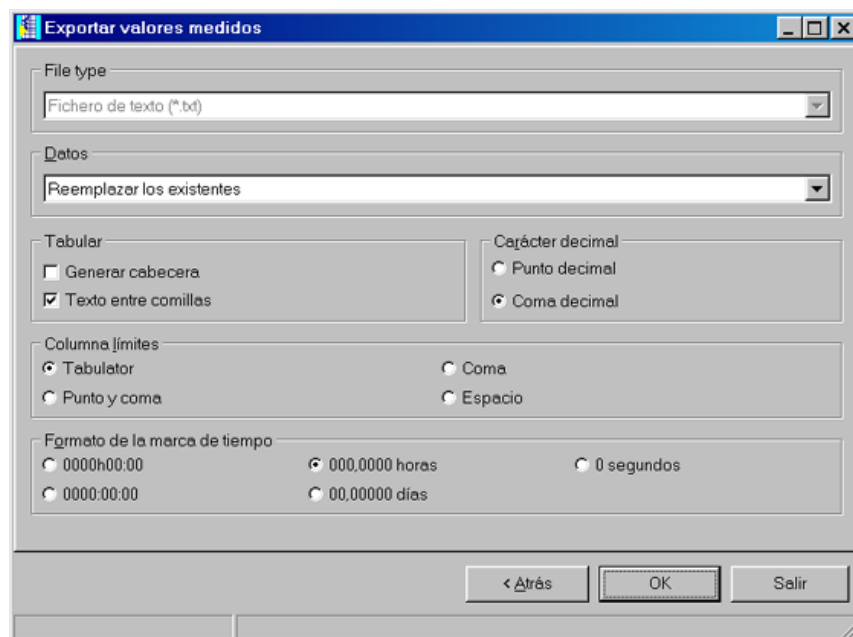 Exportar valores medidos
File type
Fichero de texto (*.txt)
Datos
Reemplazar los existentes
Tabular
Carácter decimal
Generar cabecera
Punto decimal
Texto entre comillas
Coma decimal
Columna límites
Tabulator
Coma
Punto y coma
Espacio
Formato de la marca de tiempo
0000h00:00
000,0000 horas
0 segundos
0000:00:00
00,00000 días
< Atrás
OK
Salir